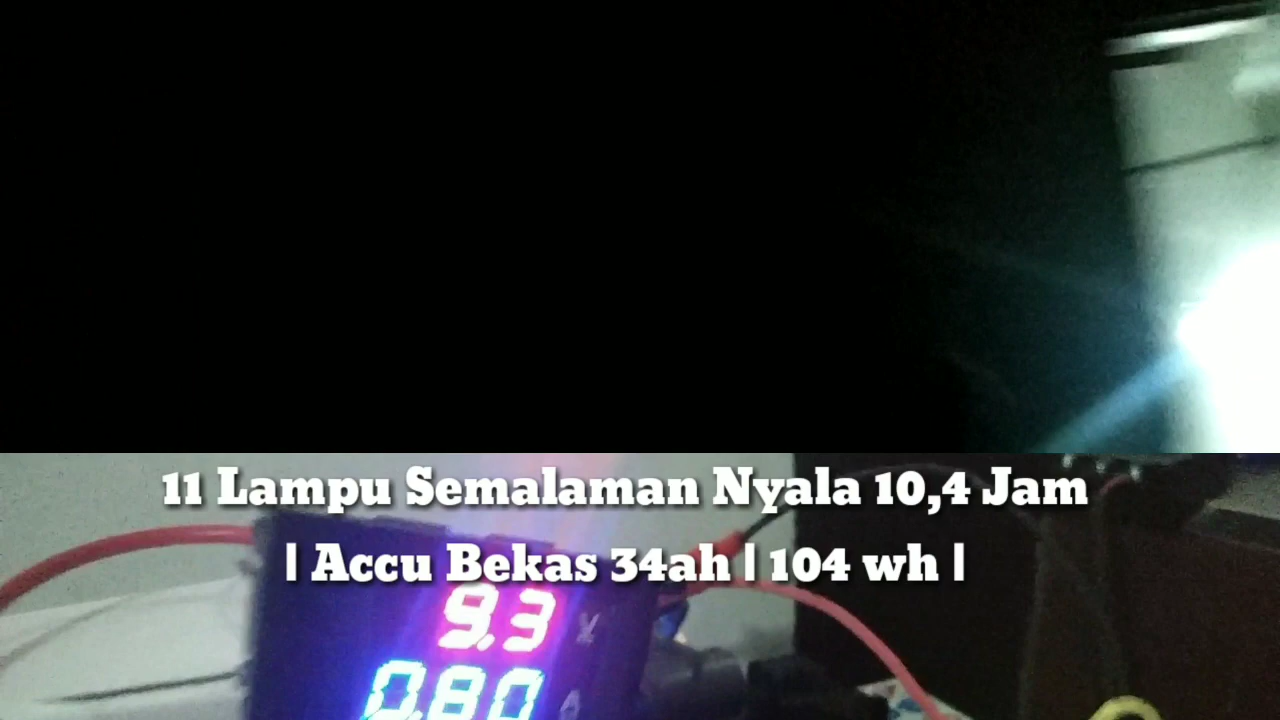 11 Lampu Semalaman Nyala 10,4 Jam
| Accu Bekas 34ah | 104 wh |
9.3 V
0.80 A